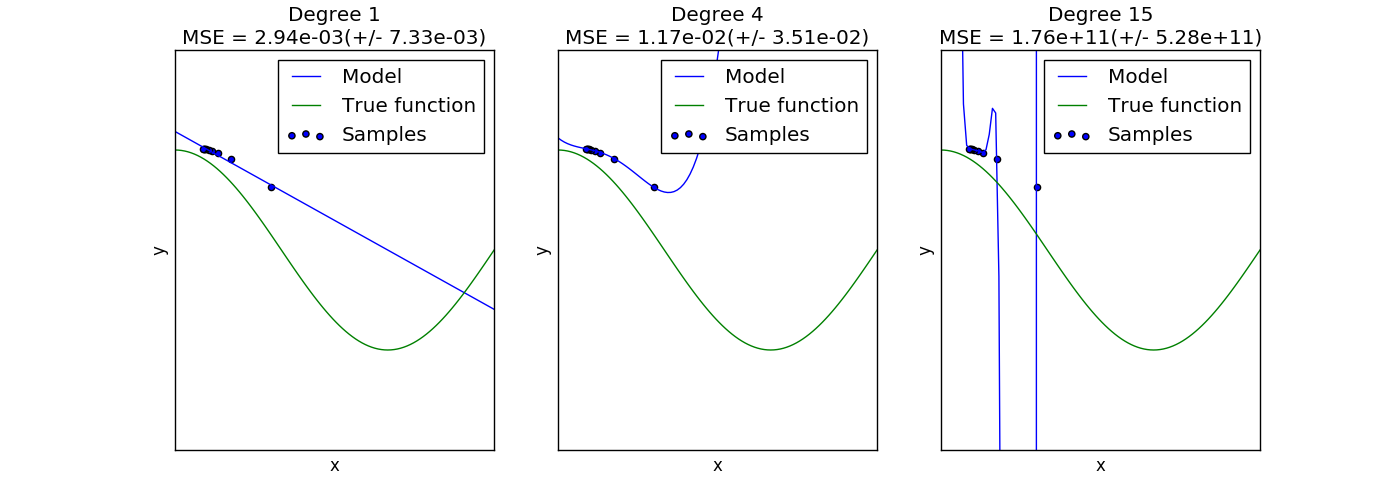 Degree 1
MSE = 2.94e-03(+/- 7.33e-03)
Model
True function
Samples
y
x
Degree 4
MSE = 1.17e-02(+/- 3.51e-02)
Model
True function
Samples
y
x
Degree 15
MSE = 1.76e+11(+/- 5.28e+11)
Model
True function
Samples
y
x